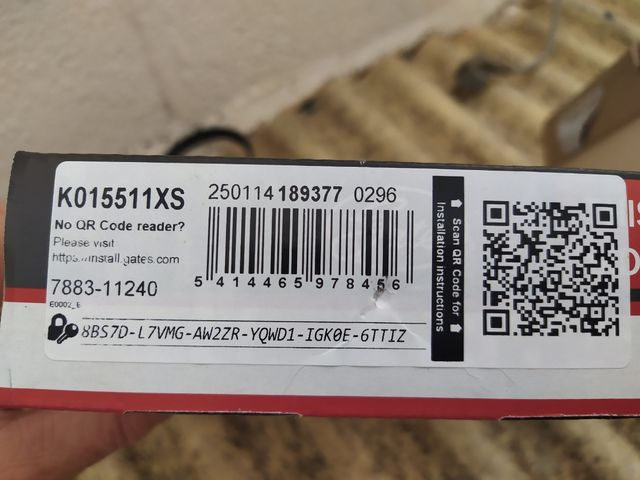 K015511XS
250114 189377 0296
No QR Code reader?
Please visit
https://install.gates.com
7883-11240
E0002_E
5 414465 978456
8BS7D-L7VMG-AW2ZR-YQWD1-IGK0E-6TTIZ
Scan QR Code for
Installation instructions